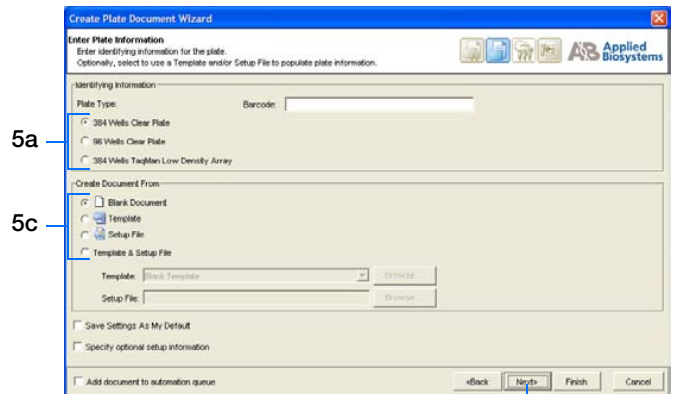 Create Plate Document Wizard
Enter Plate Information
Enter identifying information for the plate.
Optionally, select to use a Template and/or Setup File to populate plate information.
AB Applied Biosystems
Identifying Information
Plate Type:
Barcode:
5a
384 Wells Clear Plate
96 Wells Clear Plate
384 Wells TaqMan Low Density Array
Create Document From
5c
Blank Document
Template
Setup File
Template & Setup File
Template: Blank Template Browse...
Setup File: Browse...
Save Settings As My Default
Specify optional setup information
Add document to automation queue
<Back Next> Finish Cancel